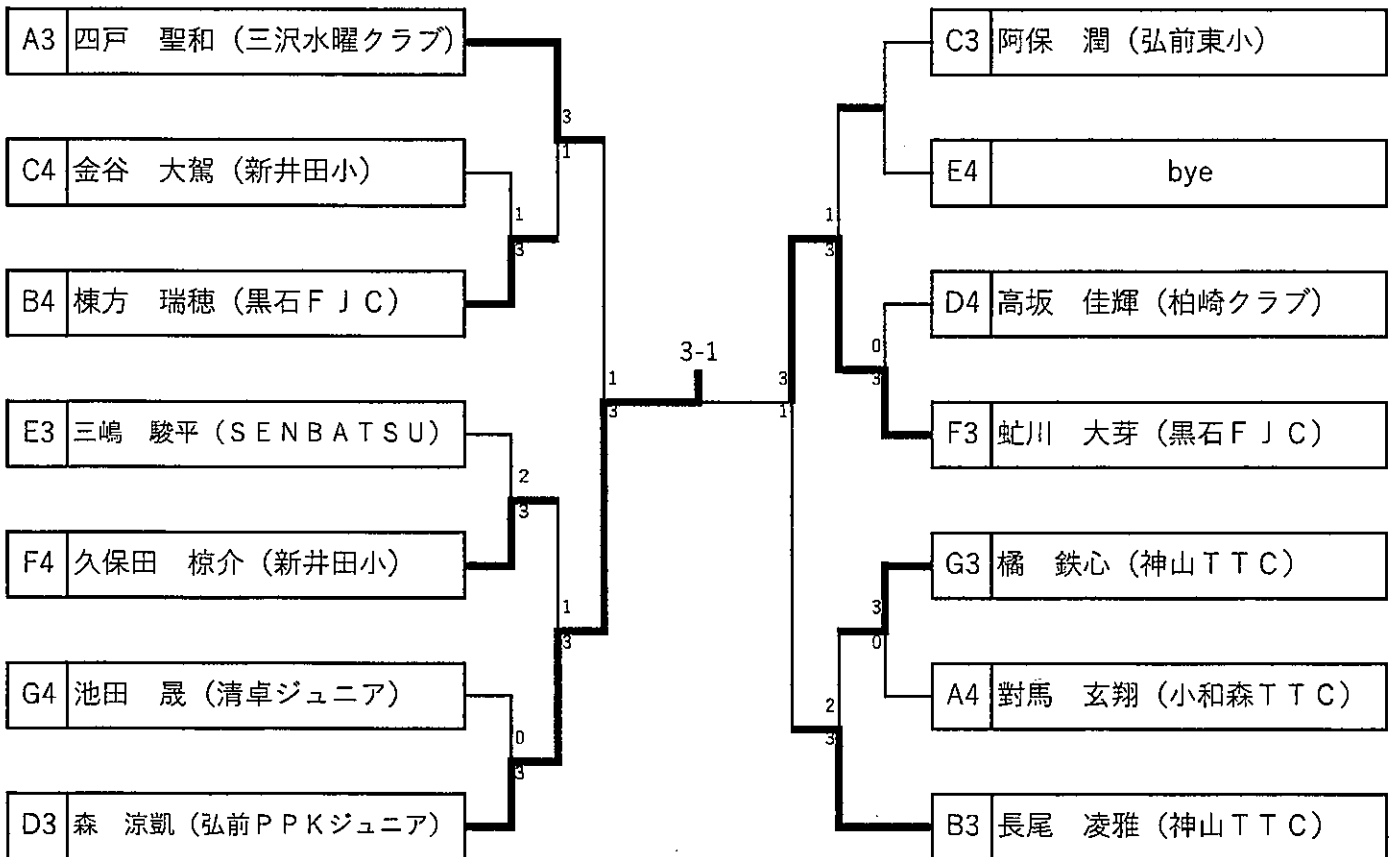 A3 四戸 聖和（三沢水曜クラブ）
3
1
C4 金谷 大駕（新井田小）
1
3
B4 棟方 瑞穂（黒石ＦＪＣ）
1
3
E3 三嶋 駿平（ＳＥＮＢＡＴＳＵ）
2
3
F4 久保田 椋介（新井田小）
1
3
G4 池田 晟（清卓ジュニア）
0
3
D3 森 涼凱（弘前ＰＰＫジュニア）
3-1
C3 阿保 潤（弘前東小）
E4 bye
1
3
D4 高坂 佳輝（柏崎クラブ）
0
3
F3 虻川 大芽（黒石ＦＪＣ）
3
1
G3 橘 鉄心（神山ＴＴＣ）
3
0
A4 對馬 玄翔（小和森ＴＴＣ）
2
3
B3 長尾 凌雅（神山ＴＴＣ）